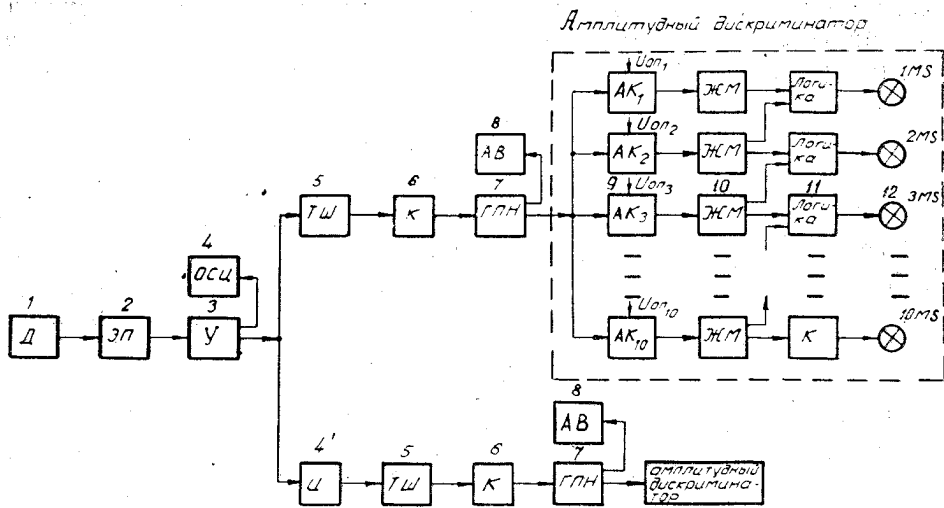 Амплитудный дискриминатор
Uоп1
АК1
ЖМ
Логи-
ка
1MS
8
АВ
Uоп2
АК2
ЖМ
Логи-
ка
2MS
5
ТШ
6
К
7
ГПН
9
Uоп3
АК3
10
ЖМ
11
Логи-
ка
12
3MS
4
ОСЦ
1
Д
2
ЭП
3
У
Uоп10
АК10
ЖМ
К
10MS
8
АВ
4'
И
5
ТШ
6
К
7
ГПН
амплитудный
дискримина-
тор